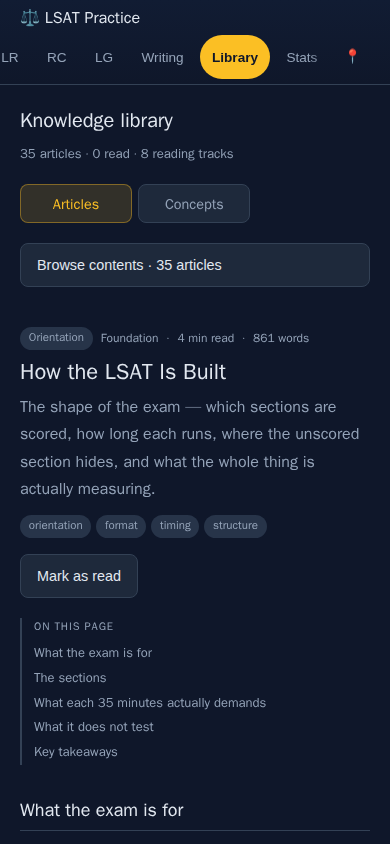 LSAT Practice
LR RC LG Writing Library Stats
Knowledge library
35 articles · 0 read · 8 reading tracks
Articles Concepts
Browse contents · 35 articles
Orientation Foundation · 4 min read · 861 words
How the LSAT Is Built
The shape of the exam — which sections are
scored, how long each runs, where the unscored
section hides, and what the whole thing is
actually measuring.
orientation format timing structure
Mark as read
ON THIS PAGE
What the exam is for
The sections
What each 35 minutes actually demands
What it does not test
Key takeaways
What the exam is for